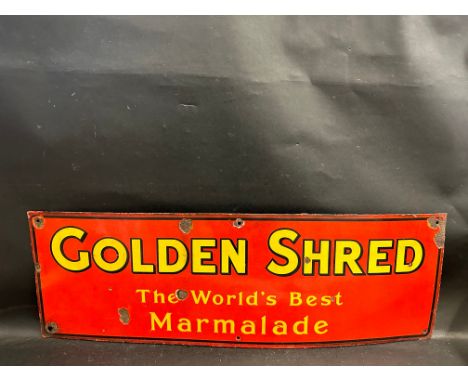 GOLDEN SHRED
The World's Best
Marmalade